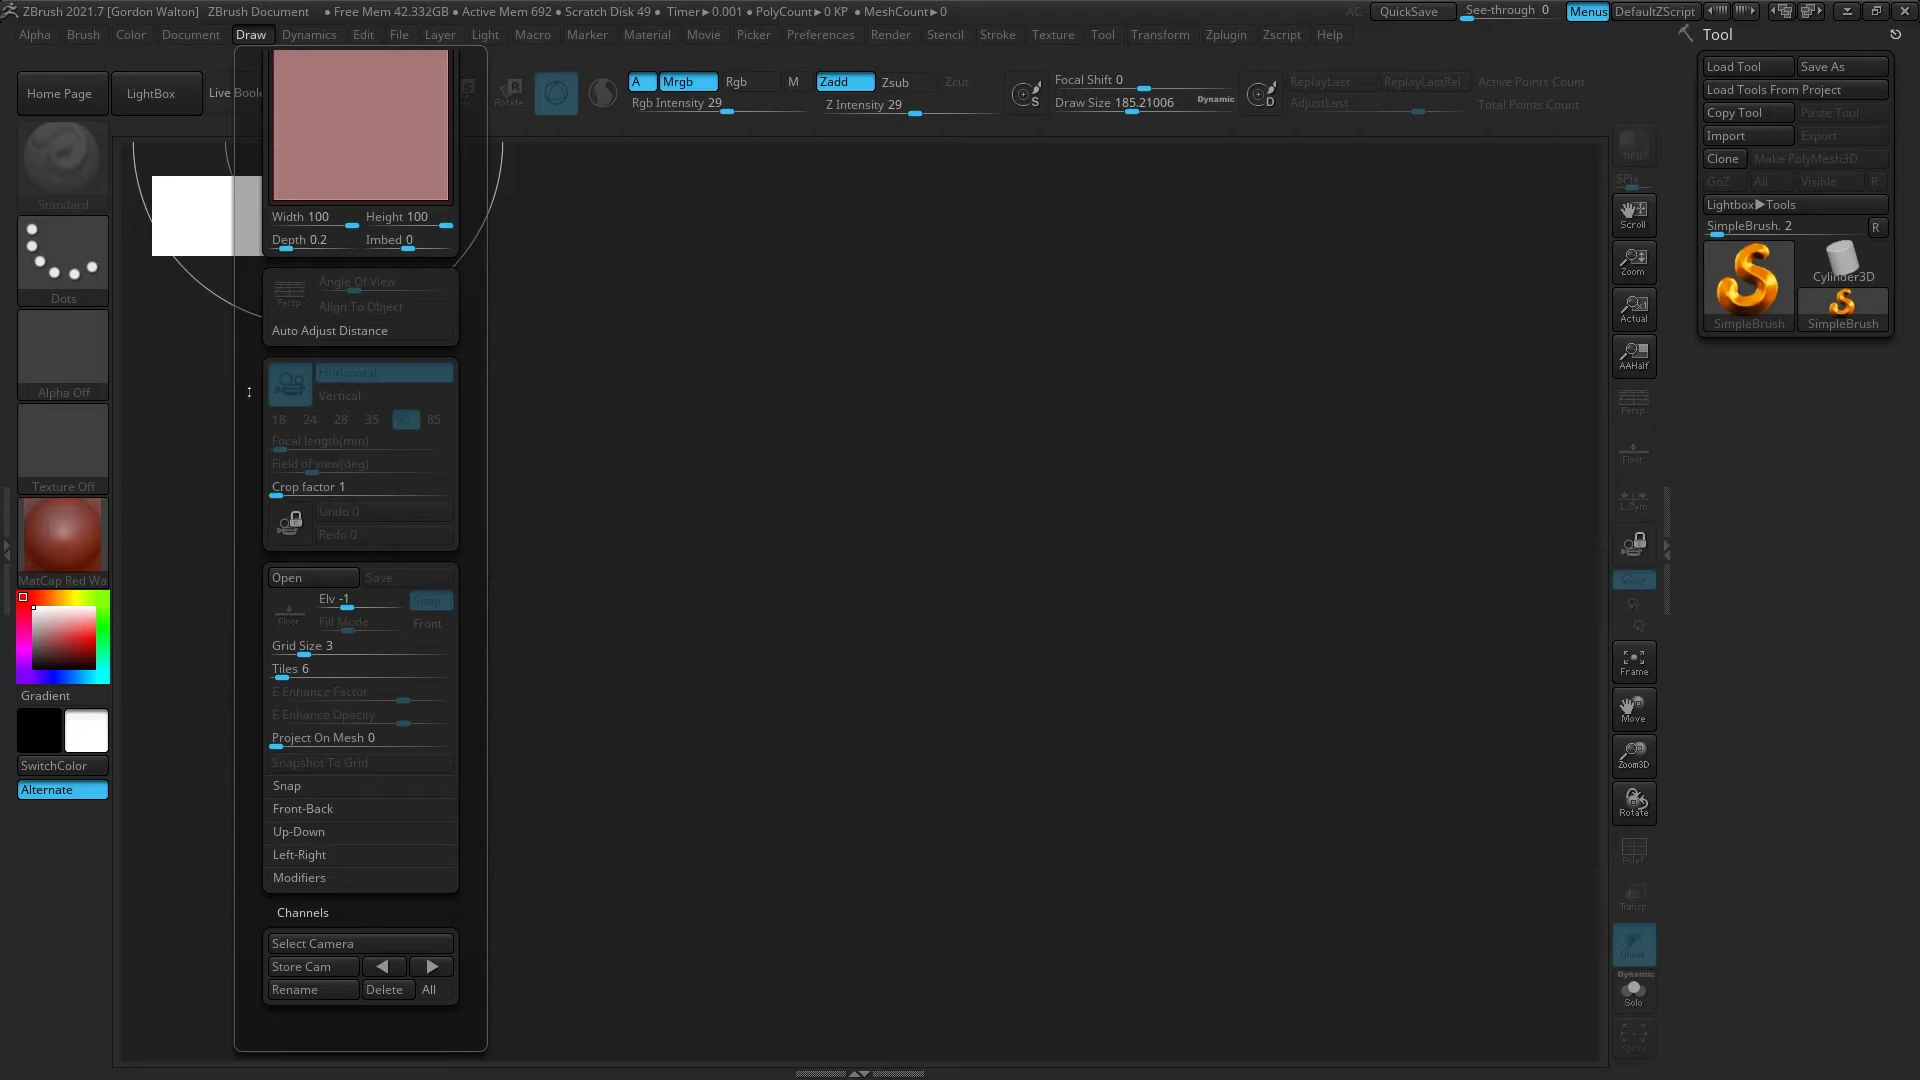 ZBrush 2021.7 [Gordon Walton] ZBrush Document • Free Mem 42.332GB • Active Mem 692 • Scratch Disk 49 • Timer▸0.001 • PolyCount▸0 KP • MeshCount▸0 AC QuickSave See-through 0 Menus DefaultZScript
Alpha Brush Color Document Draw Dynamics Edit File Layer Light Macro Marker Material Movie Picker Preferences Render Stencil Stroke Texture Tool Transform Zplugin Zscript Help
Home Page LightBox Live Boole
Rotate
A Mrgb Rgb M Zadd Zsub Zcut
Rgb Intensity 29 Z Intensity 29
Focal Shift 0
Draw Size 185.21006 Dynamic
S
D
ReplayLast ReplayLastRel Active Points Count
AdjustLast Total Points Count
Standard
Dots
Alpha Off
Texture Off
MatCap Red Wa
Gradient
SwitchColor
Alternate
Width 100 Height 100
Depth 0.2 Imbed 0
Persp
Angle Of View
Align To Object
Auto Adjust Distance
Horizontal
Vertical
18 24 28 35 50 85
Focal length(mm)
Field of view(deg)
Crop factor 1
Undo 0
Redo 0
Open Save
Elv -1 Snap
Floor Fill Mode Front
Grid Size 3
Tiles 6
E Enhance Factor
E Enhance Opacity
Project On Mesh 0
Snapshot To Grid
Snap
Front-Back
Up-Down
Left-Right
Modifiers
Channels
Select Camera
Store Cam
Rename Delete All
BPR
SPix
Scroll
Zoom
Actual
AAHalf
Persp
Floor
L.Sym
Frame
Move
Zoom3D
Rotate
PolyF
Transp
Ghost
Dynamic
Solo
Tool
Load Tool Save As
Load Tools From Project
Copy Tool Paste Tool
Import Export
Clone Make PolyMesh3D
GoZ All Visible R
Lightbox▸Tools
SimpleBrush. 2 R
Cylinder3D
SimpleBrush SimpleBrush